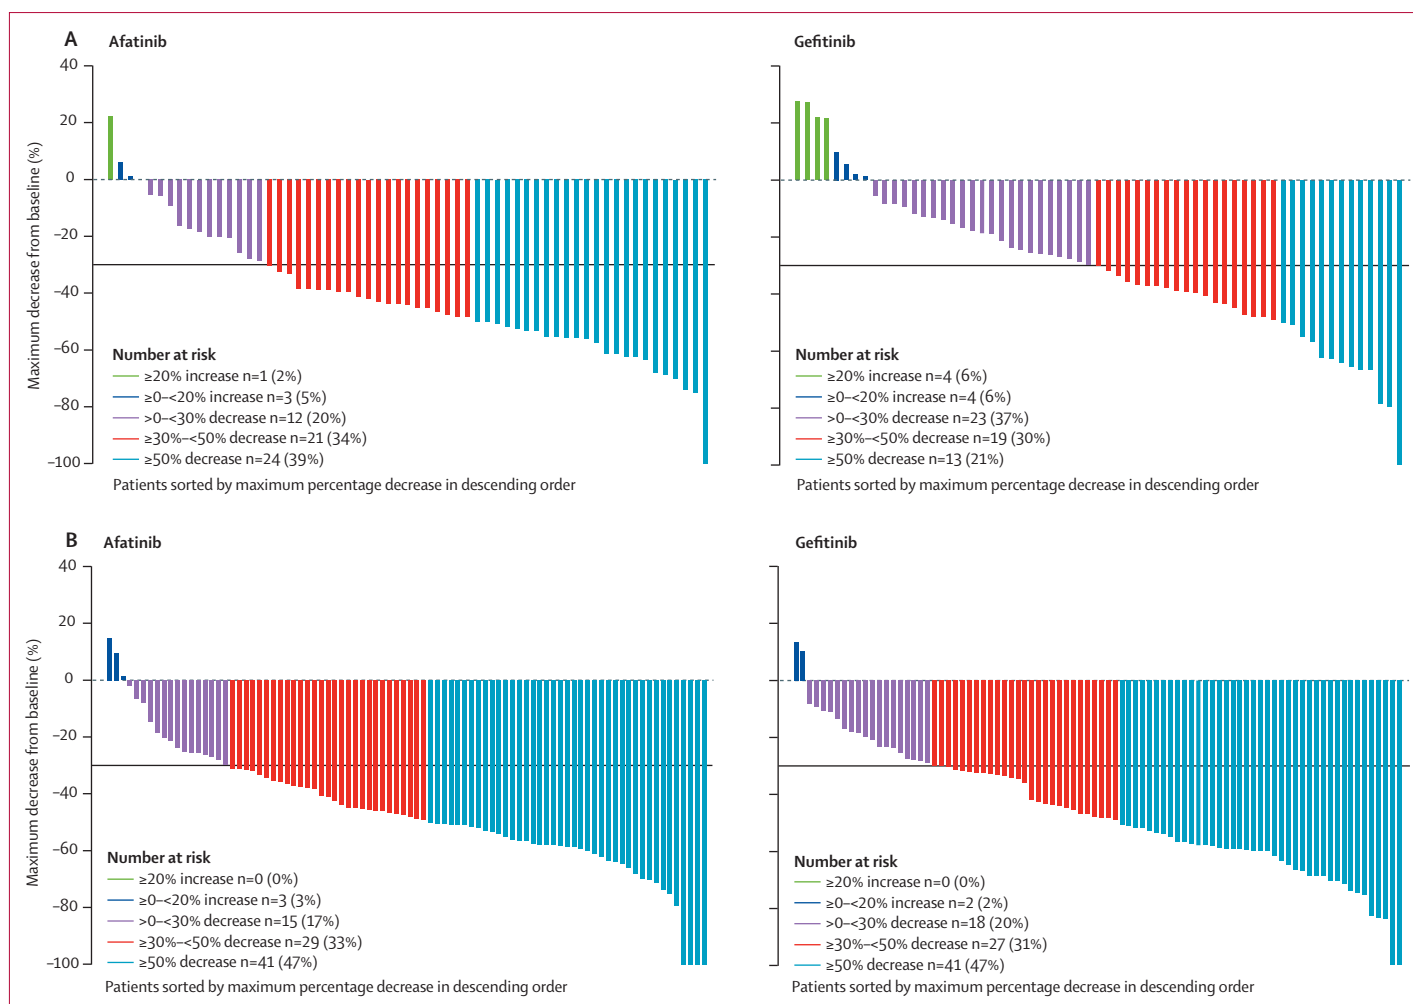 A
Afatinib
Gefitinib
Maximum decrease from baseline (%)
40
20
0
–20
–40
–60
–80
–100
Number at risk
≥20% increase n=1 (2%)
≥0–<20% increase n=3 (5%)
>0–<30% decrease n=12 (20%)
≥30%–<50% decrease n=21 (34%)
≥50% decrease n=24 (39%)
Patients sorted by maximum percentage decrease in descending order
Number at risk
≥20% increase n=4 (6%)
≥0–<20% increase n=4 (6%)
>0–<30% decrease n=23 (37%)
≥30%–<50% decrease n=19 (30%)
≥50% decrease n=13 (21%)
Patients sorted by maximum percentage decrease in descending order
B
Afatinib
Gefitinib
Maximum decrease from baseline (%)
40
20
0
–20
–40
–60
–80
–100
Number at risk
≥20% increase n=0 (0%)
≥0–<20% increase n=3 (3%)
>0–<30% decrease n=15 (17%)
≥30%–<50% decrease n=29 (33%)
≥50% decrease n=41 (47%)
Patients sorted by maximum percentage decrease in descending order
Number at risk
≥20% increase n=0 (0%)
≥0–<20% increase n=2 (2%)
>0–<30% decrease n=18 (20%)
≥30%–<50% decrease n=27 (31%)
≥50% decrease n=41 (47%)
Patients sorted by maximum percentage decrease in descending order